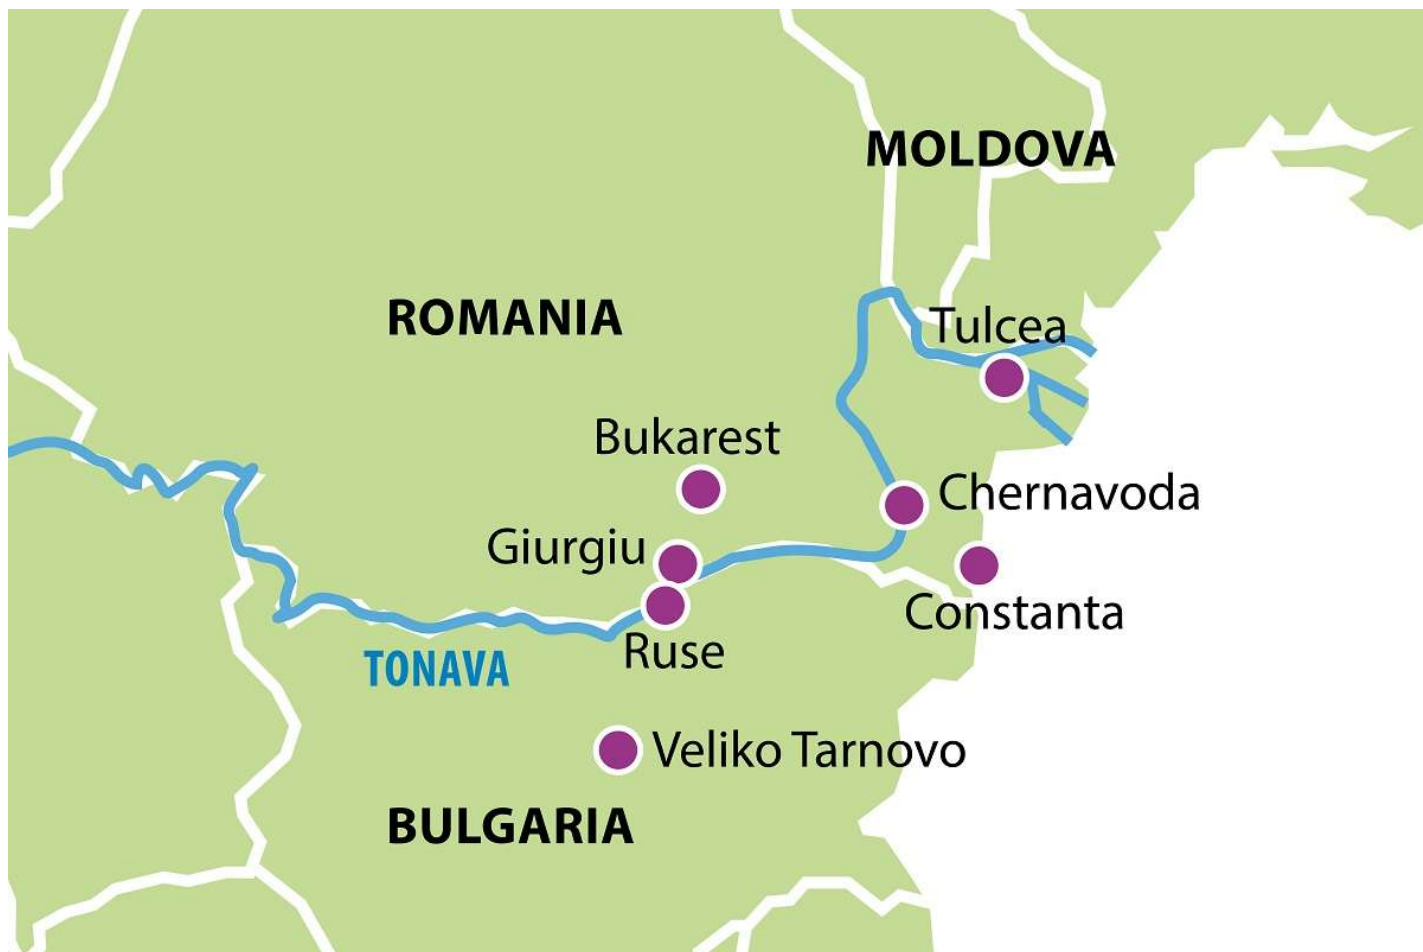 MOLDOVA
ROMANIA
Tulcea
Bukarest
Chernavoda
Giurgiu
Constanta
Ruse
TONAVA
Veliko Tarnovo
BULGARIA